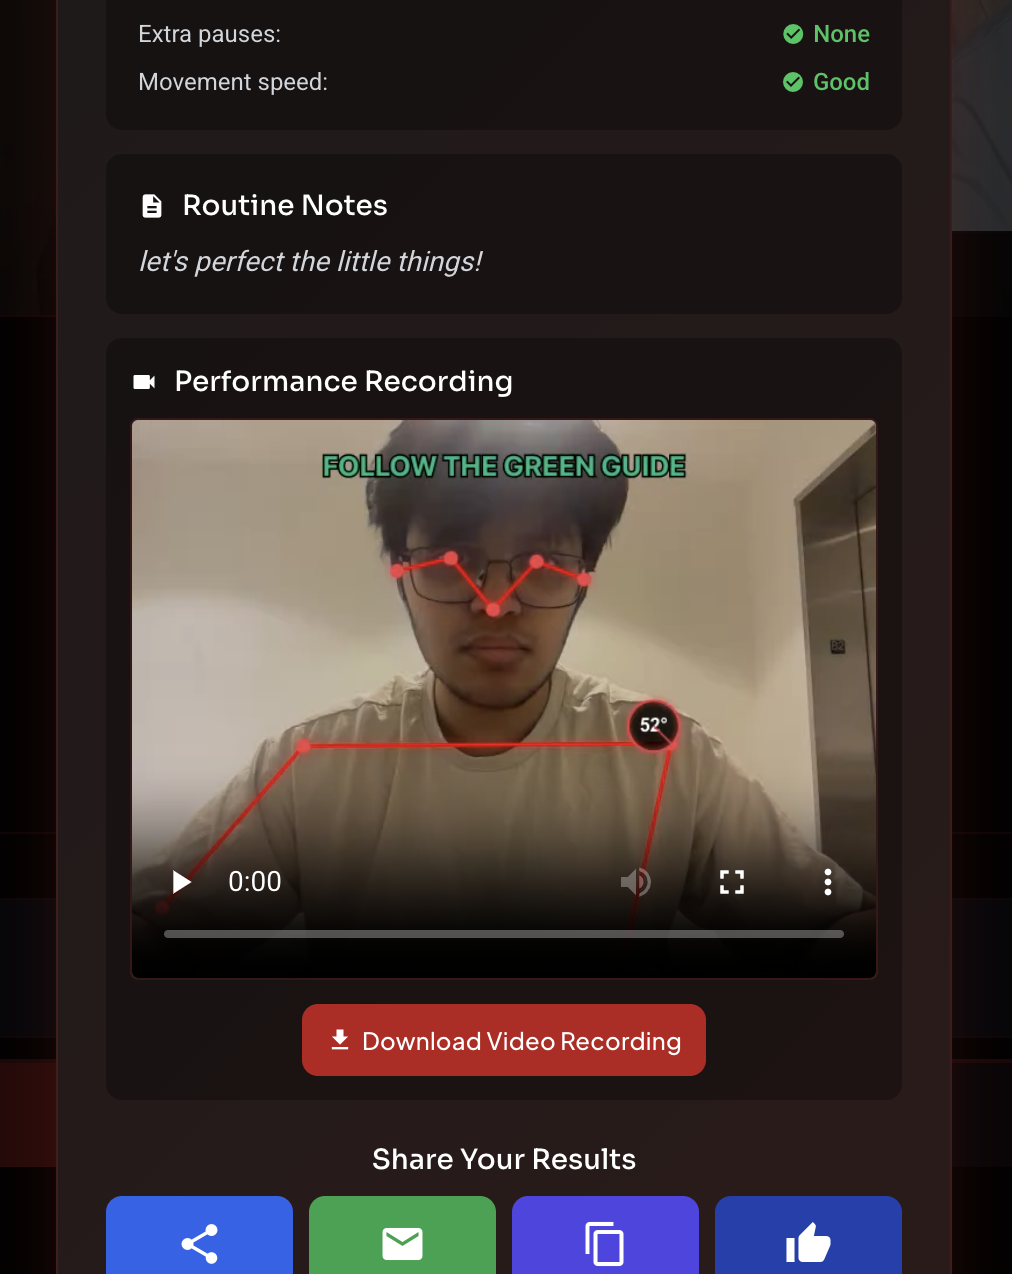 Extra pauses: None
Movement speed: Good
Routine Notes
let's perfect the little things!
Performance Recording
FOLLOW THE GREEN GUIDE
B2
52°
0:00
Download Video Recording
Share Your Results